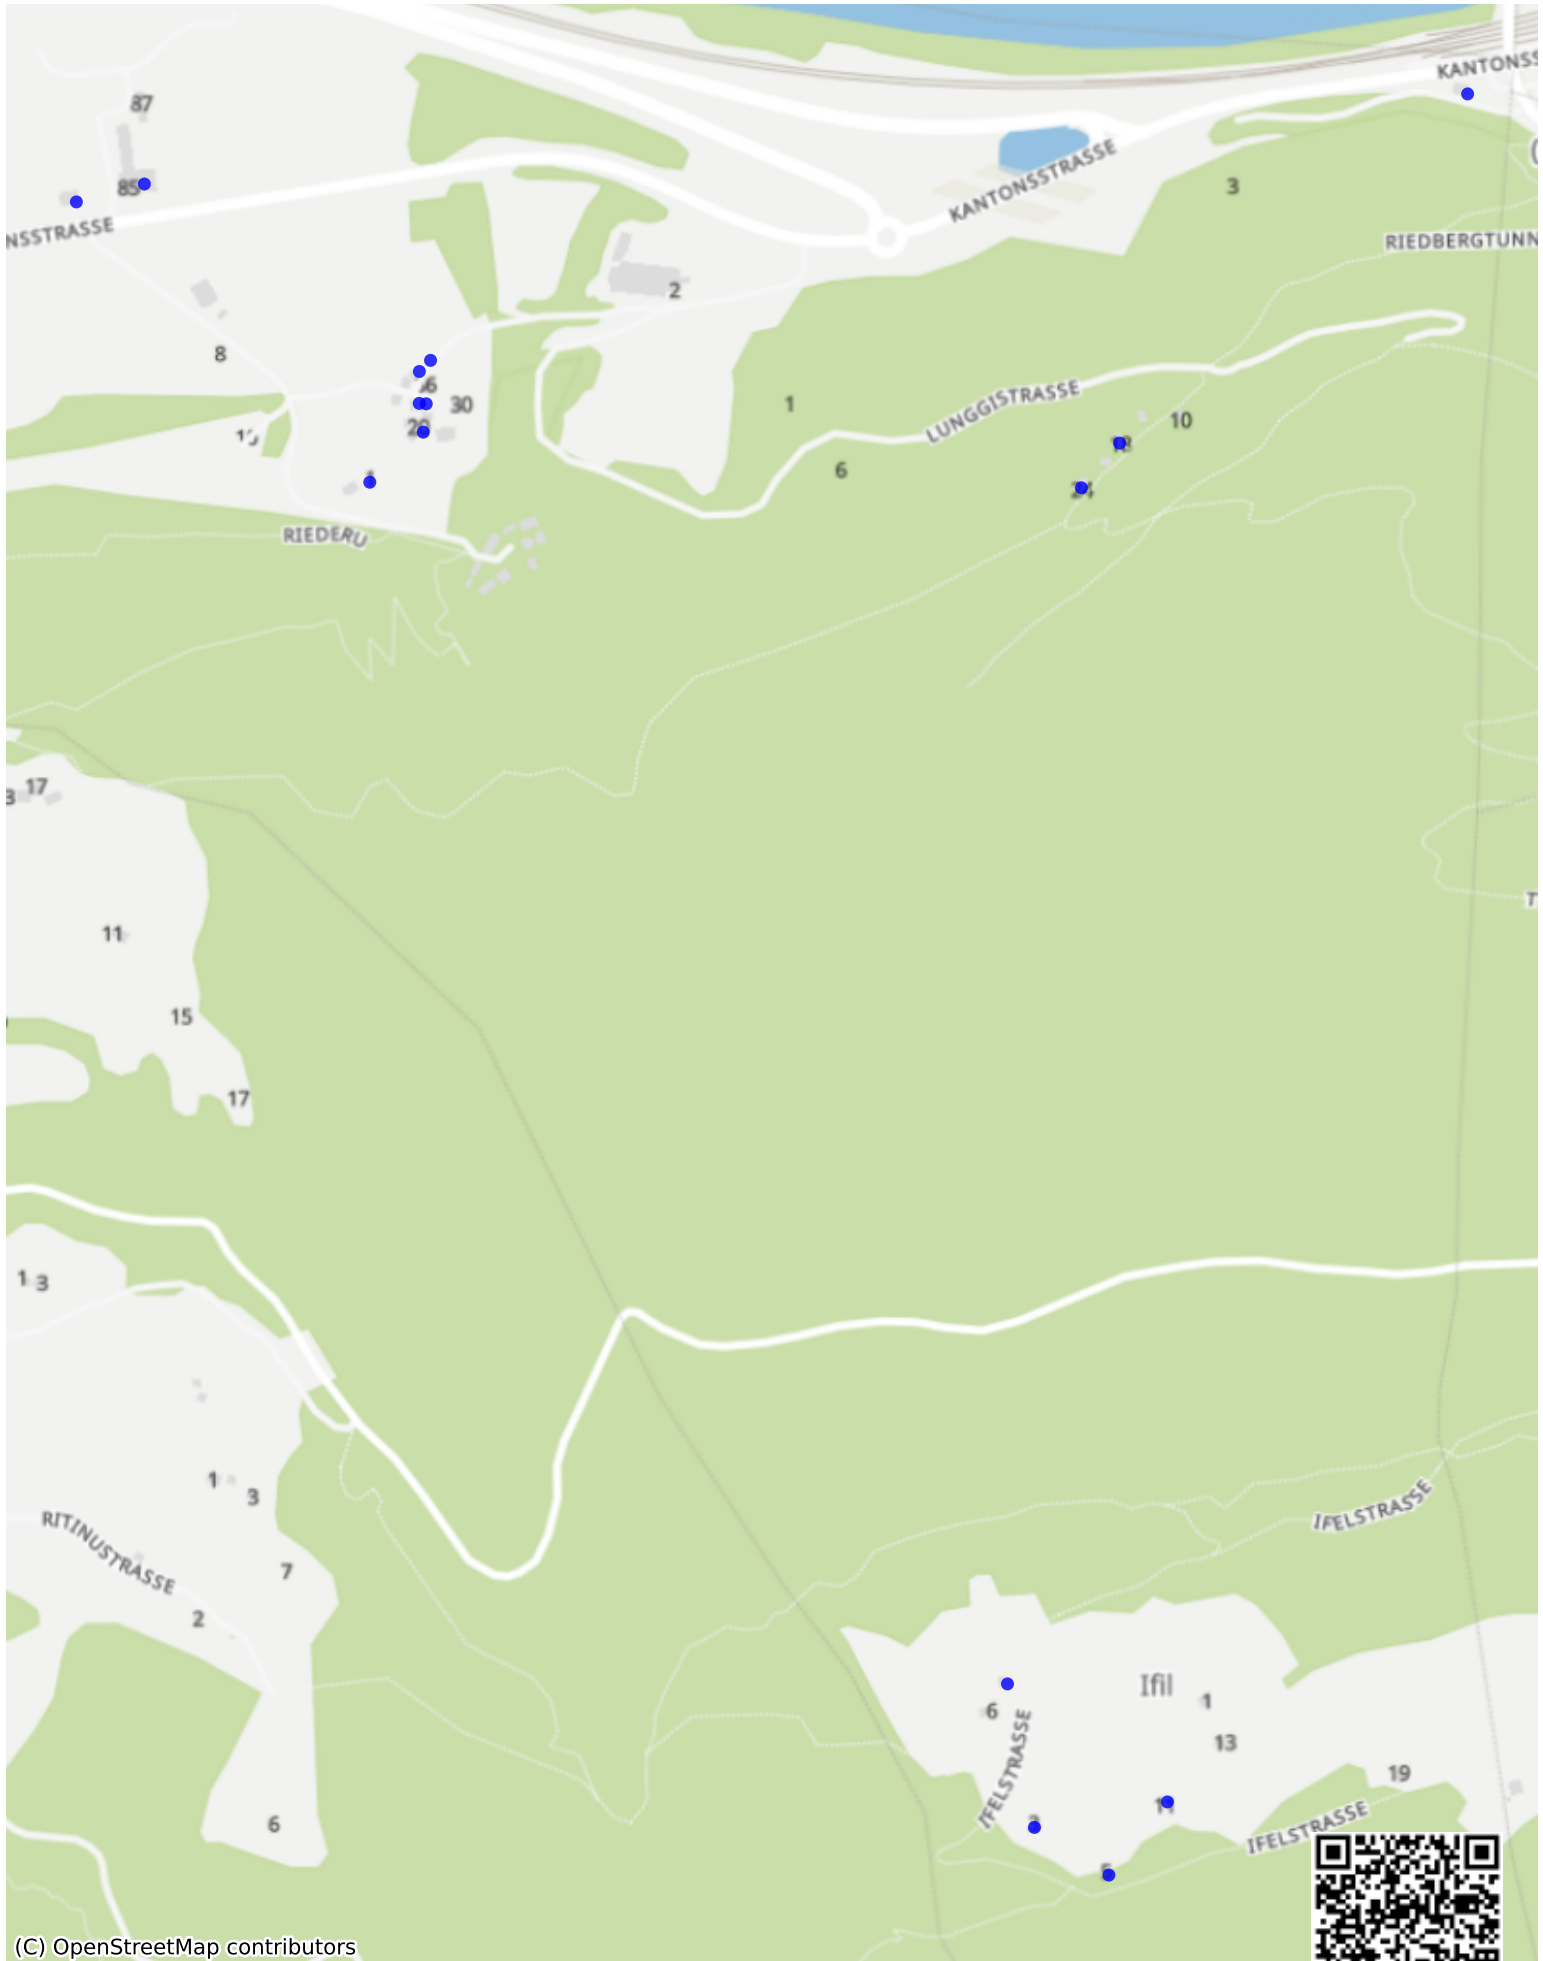 KANTONSS
87
85
NSSTRASSE
KANTONSSTRASSE
3
RIEDBERGTUNN
2
8
30
1
LUNGGISTRASSE
10
6
RIEDERU
17
11
15
17
1
3
1
3
RITINUSTRASSE
7
2
IFELSTRASSE
Ifil
1
6
IFELSTRASSE
13
19
6
11
IFELSTRASSE
(C) OpenStreetMap contributors